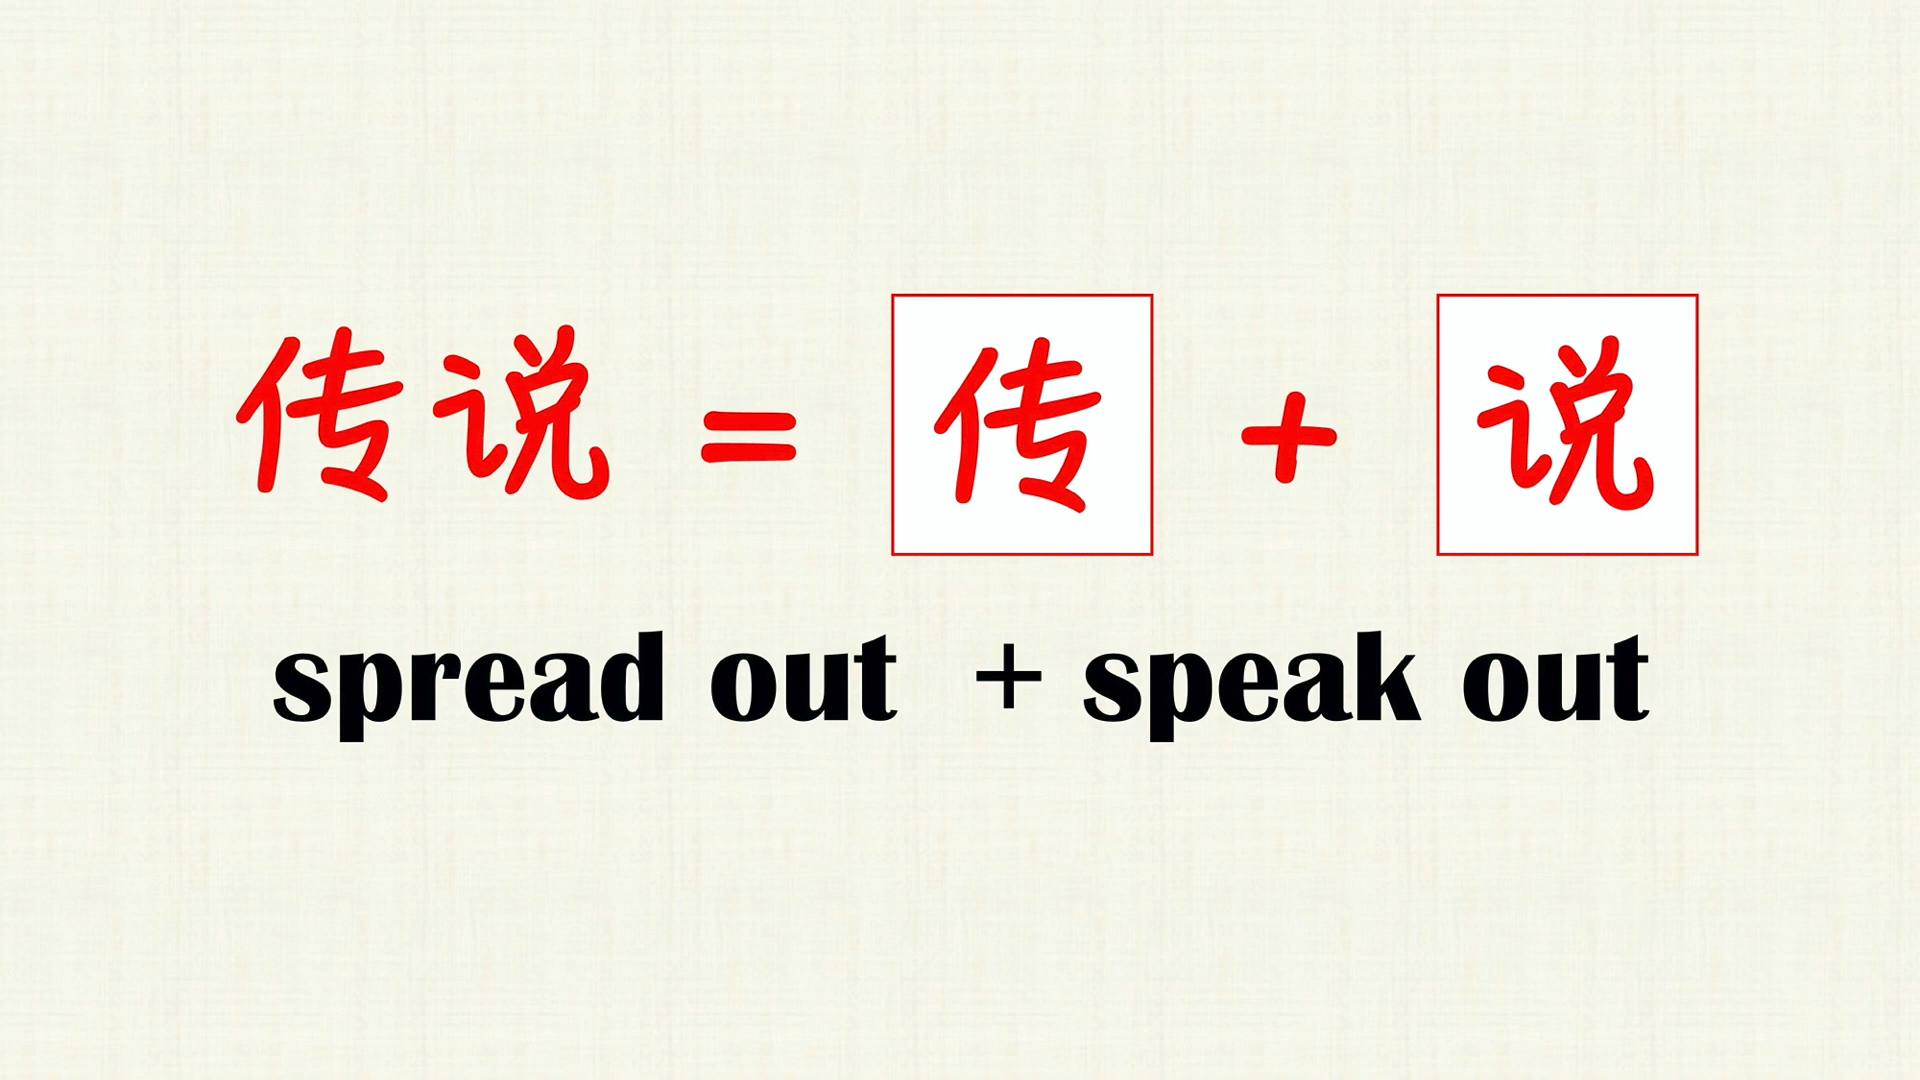 传说 = 传 + 说
spread out + speak out